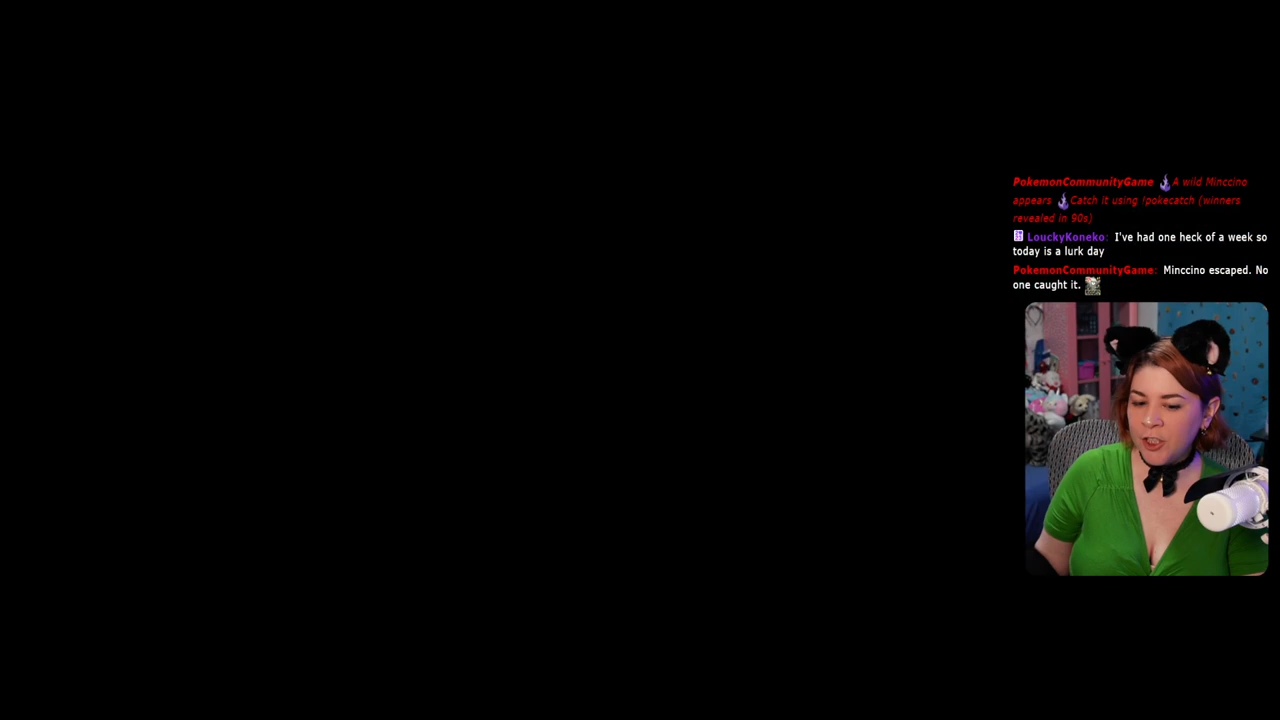 PokemonCommunityGame A wild Minccino
appears Catch it using !pokecatch (winners
revealed in 90s)
LouckyKoneko: I've had one heck of a week so
today is a lurk day
PokemonCommunityGame: Minccino escaped. No
one caught it.